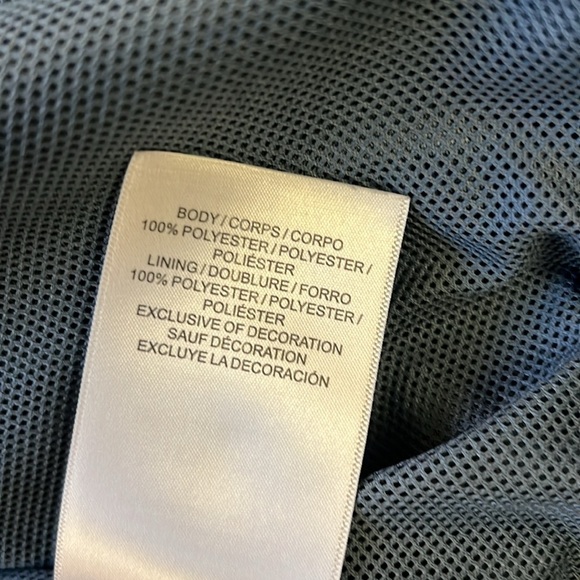 BODY / CORPS / CORPO
100% POLYESTER / POLYESTER /
POLIÉSTER
LINING / DOUBLURE / FORRO
100% POLYESTER / POLYESTER /
POLIÉSTER
EXCLUSIVE OF DECORATION
SAUF DÉCORATION
EXCLUYE LA DECORACIÓN